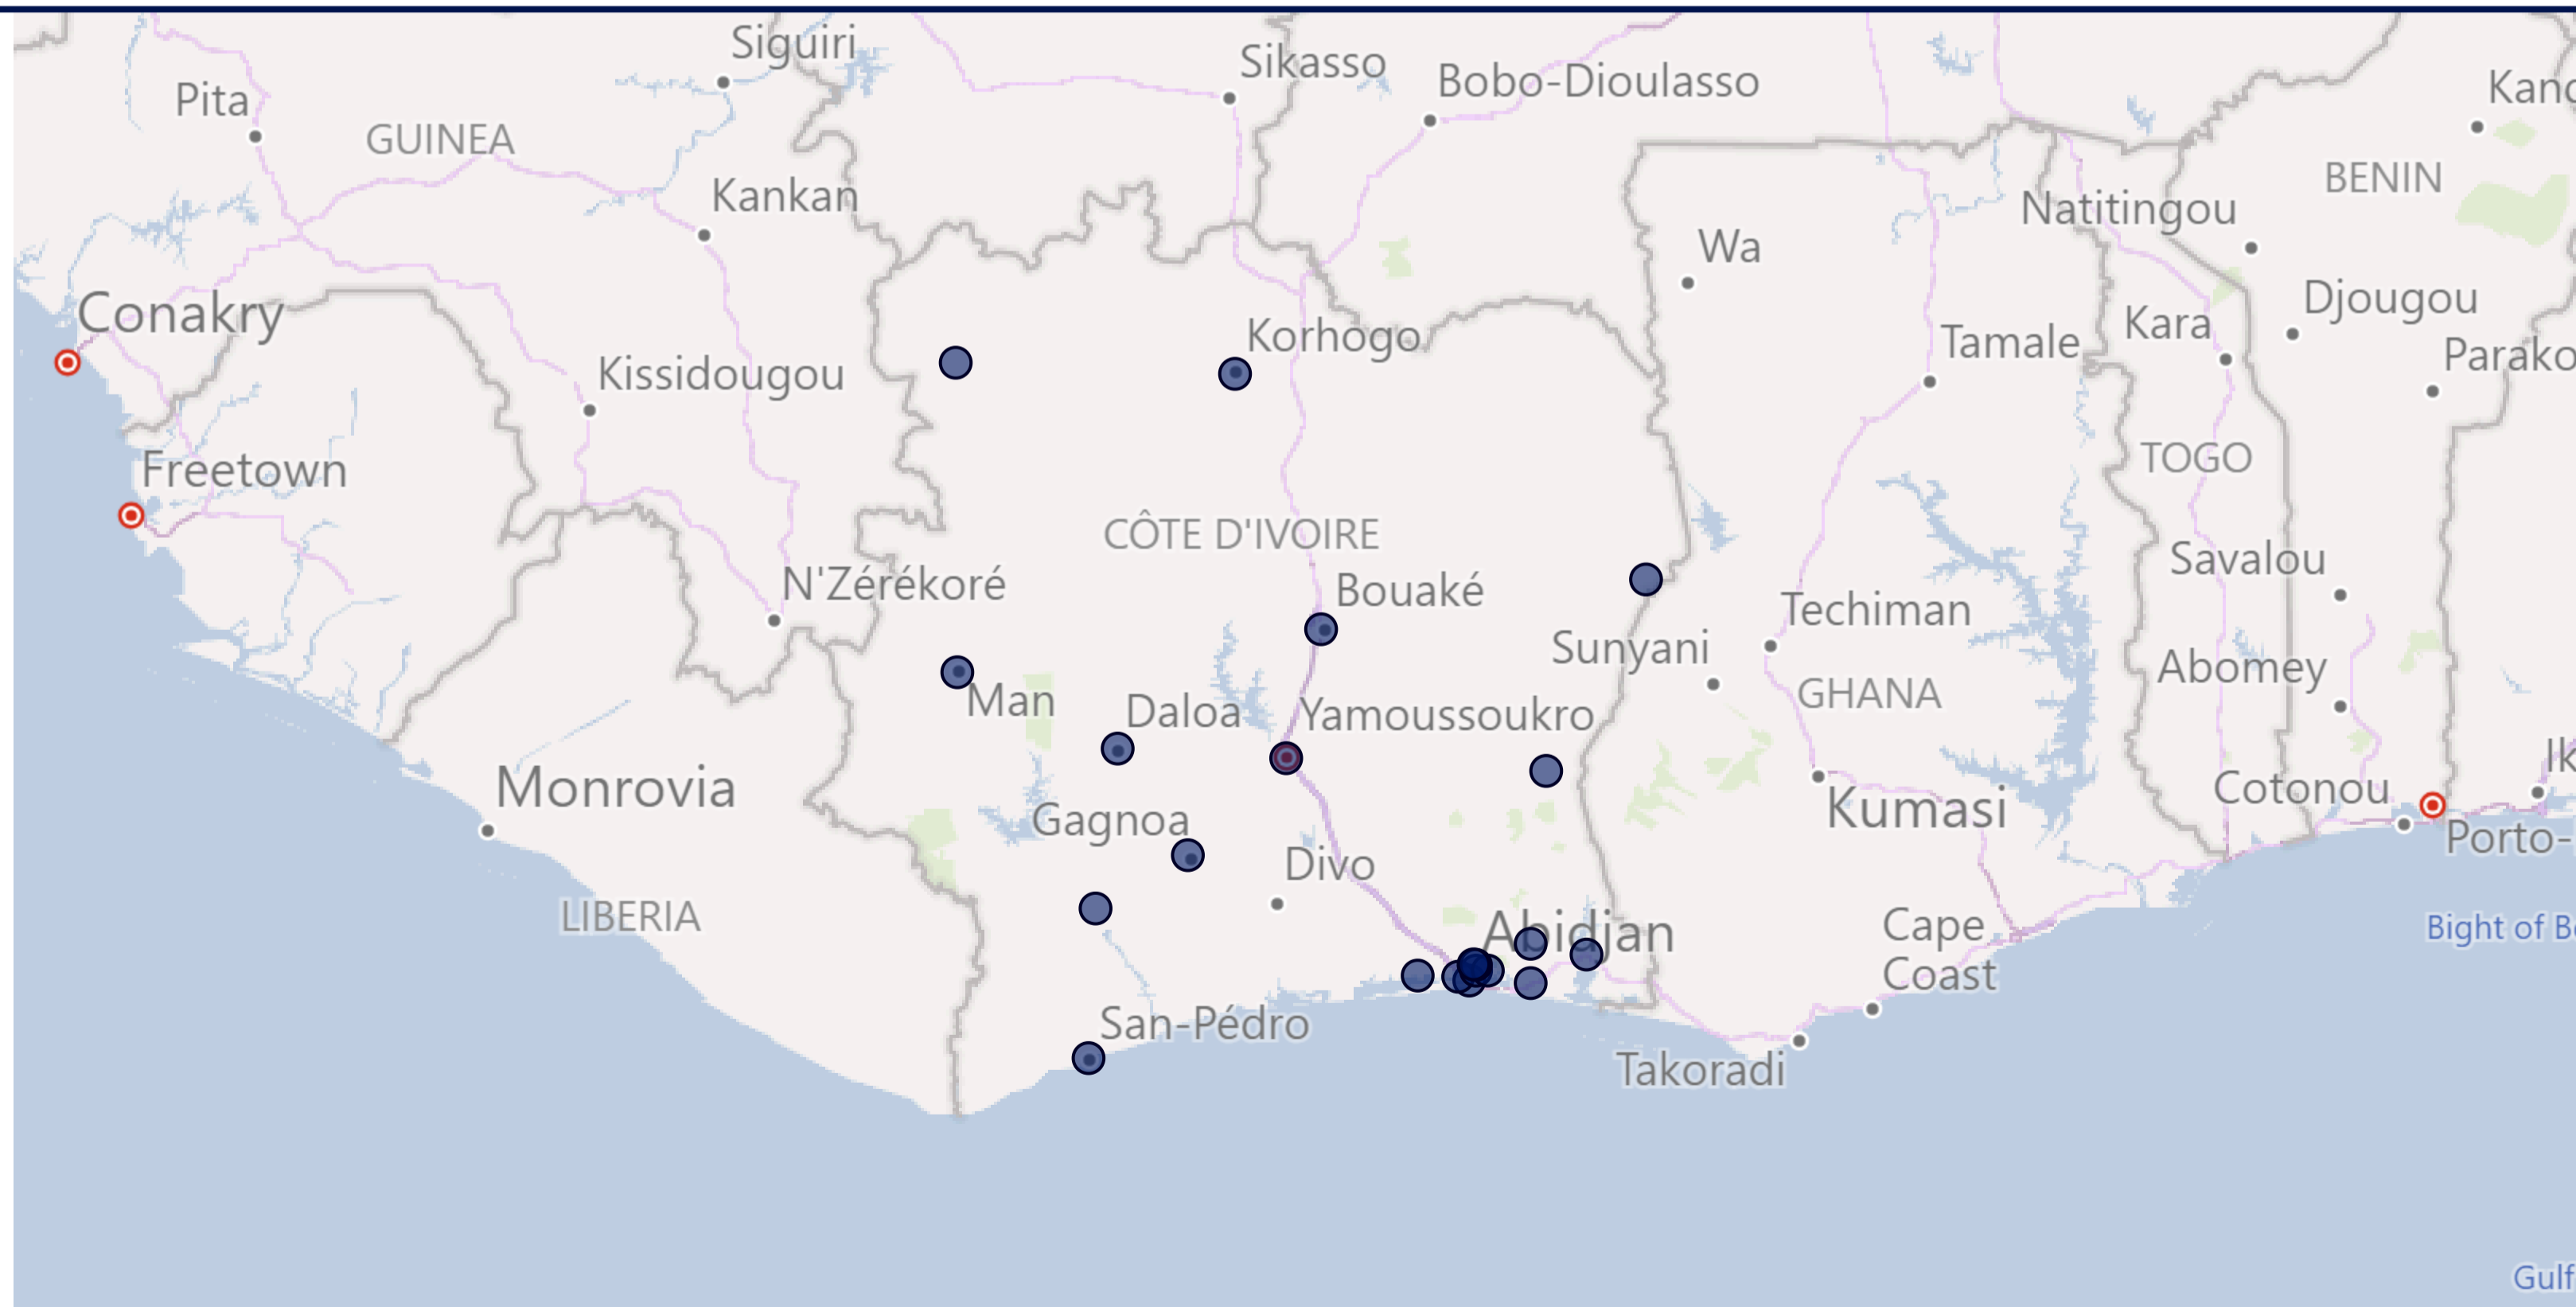 Siguiri
Sikasso
Bobo-Dioulasso
Pita
GUINEA
Kankan
BENIN
Natitingou
Wa
Conakry
Djougou
Korhogo
Kara
Tamale
Kissidougou
Freetown
TOGO
CÔTE D'IVOIRE
Savalou
N'Zérékoré
Bouaké
Techiman
Sunyani
Abomey
GHANA
Man
Daloa
Yamoussoukro
Monrovia
Cotonou
Kumasi
Gagnoa
Porto-
Divo
LIBERIA
Abidjan
Cape
Coast
Bight of
San-Pédro
Takoradi
Gulf